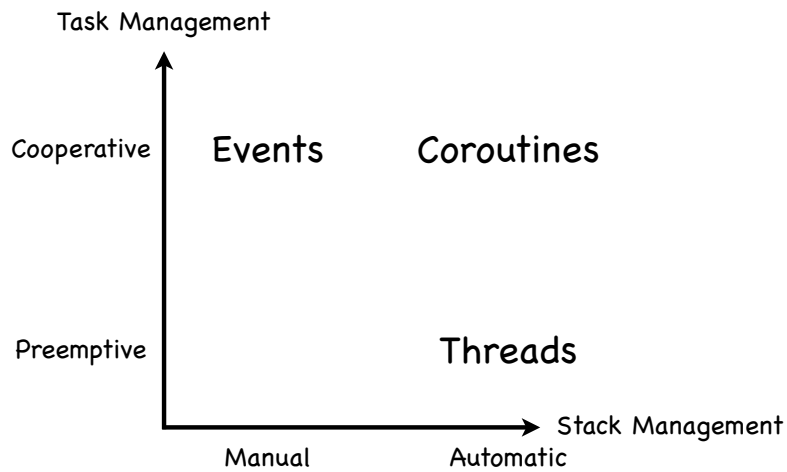 Task Management
Cooperative
Events
Coroutines
Preemptive
Threads
Stack Management
Manual
Automatic